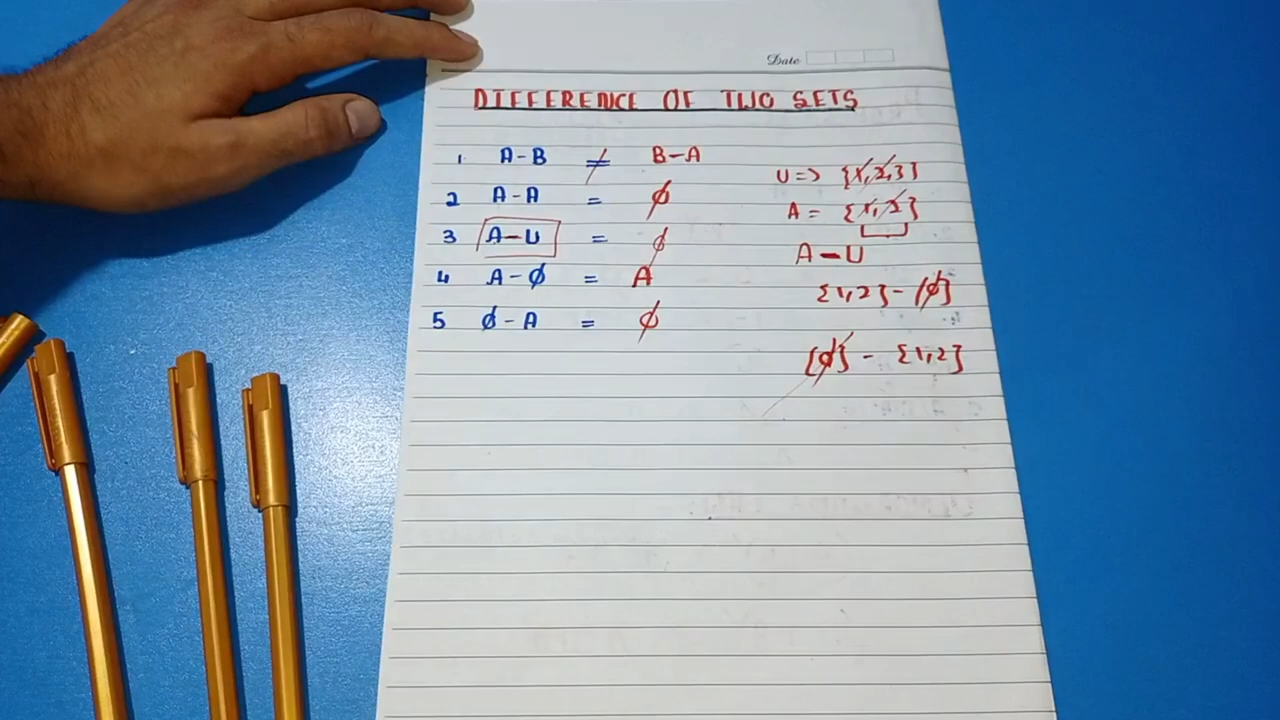 Date
DIFFERENCE OF TWO SETS
1. A-B ≠ B-A
2 A-A = ϕ
3 A-U = ϕ
4 A-ϕ = A
5 ϕ-A = ϕ
U => {1,2,3}
A = {1,2}
A-U
{1,2} - {ϕ}
{ϕ} - {1,2}